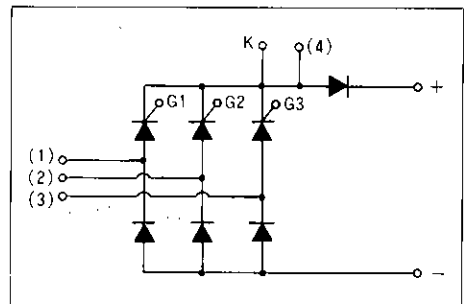 K (4)
+
G1 G2 G3
(1)
(2)
(3)
-